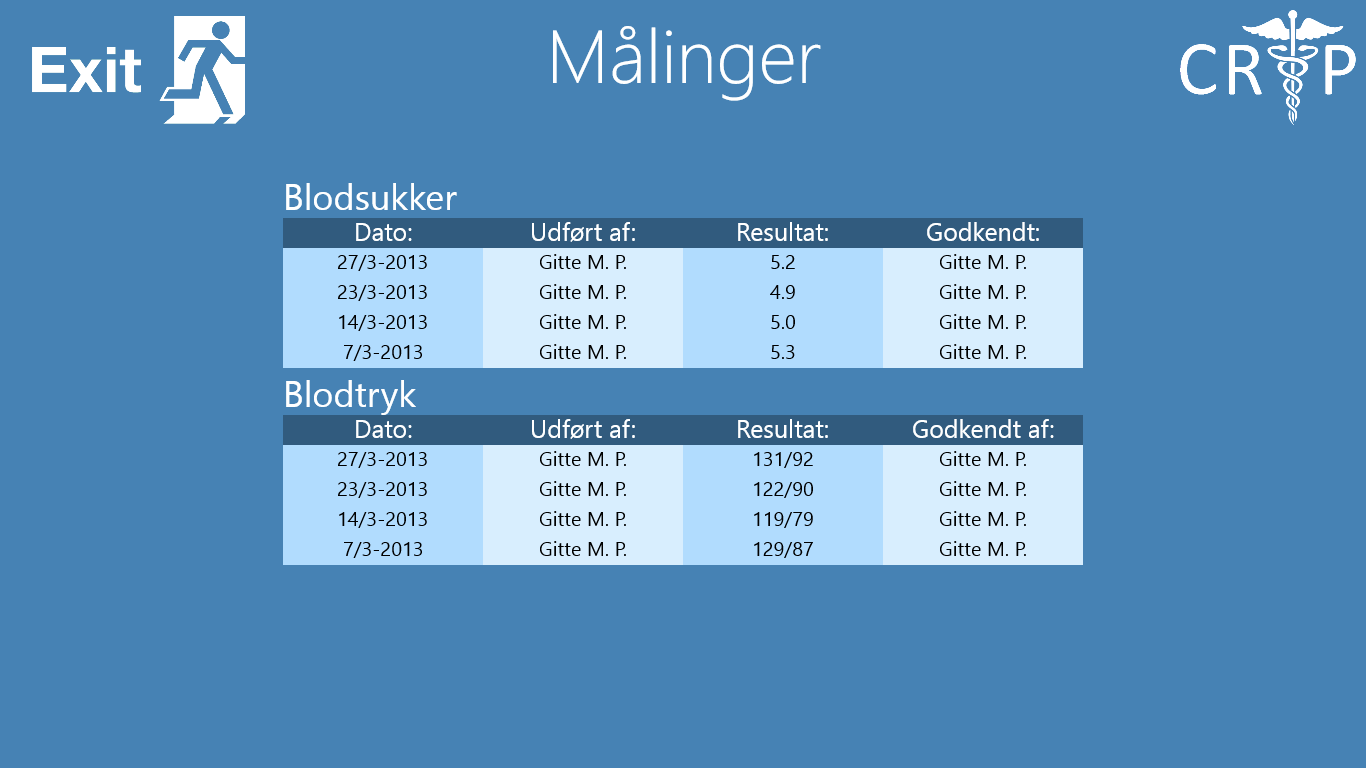 Exit
Målinger
CR P
Blodsukker
Dato: Udført af: Resultat: Godkendt:
27/3-2013 Gitte M. P. 5.2 Gitte M. P.
23/3-2013 Gitte M. P. 4.9 Gitte M. P.
14/3-2013 Gitte M. P. 5.0 Gitte M. P.
7/3-2013 Gitte M. P. 5.3 Gitte M. P.
Blodtryk
Dato: Udført af: Resultat: Godkendt af:
27/3-2013 Gitte M. P. 131/92 Gitte M. P.
23/3-2013 Gitte M. P. 122/90 Gitte M. P.
14/3-2013 Gitte M. P. 119/79 Gitte M. P.
7/3-2013 Gitte M. P. 129/87 Gitte M. P.